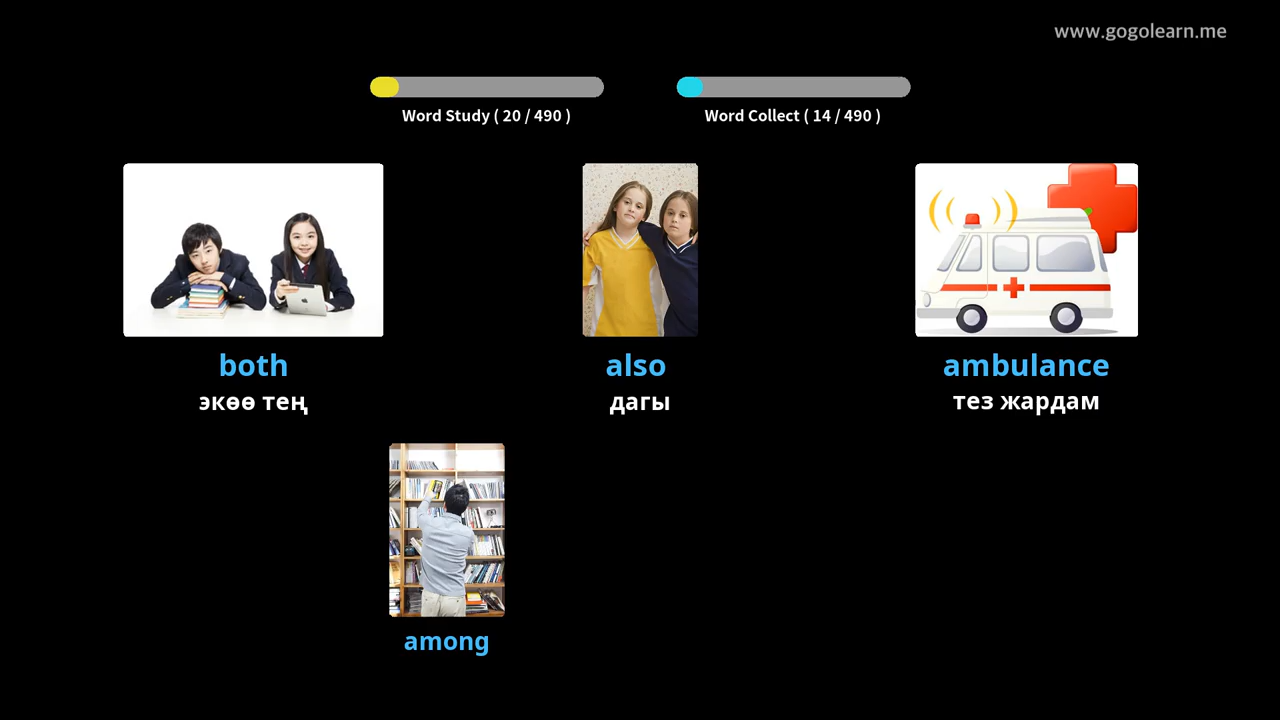 www.gogolearn.me
Word Study ( 20 / 490 )
Word Collect ( 14 / 490 )
both
also
ambulance
экөө тең
дагы
тез жардам
among